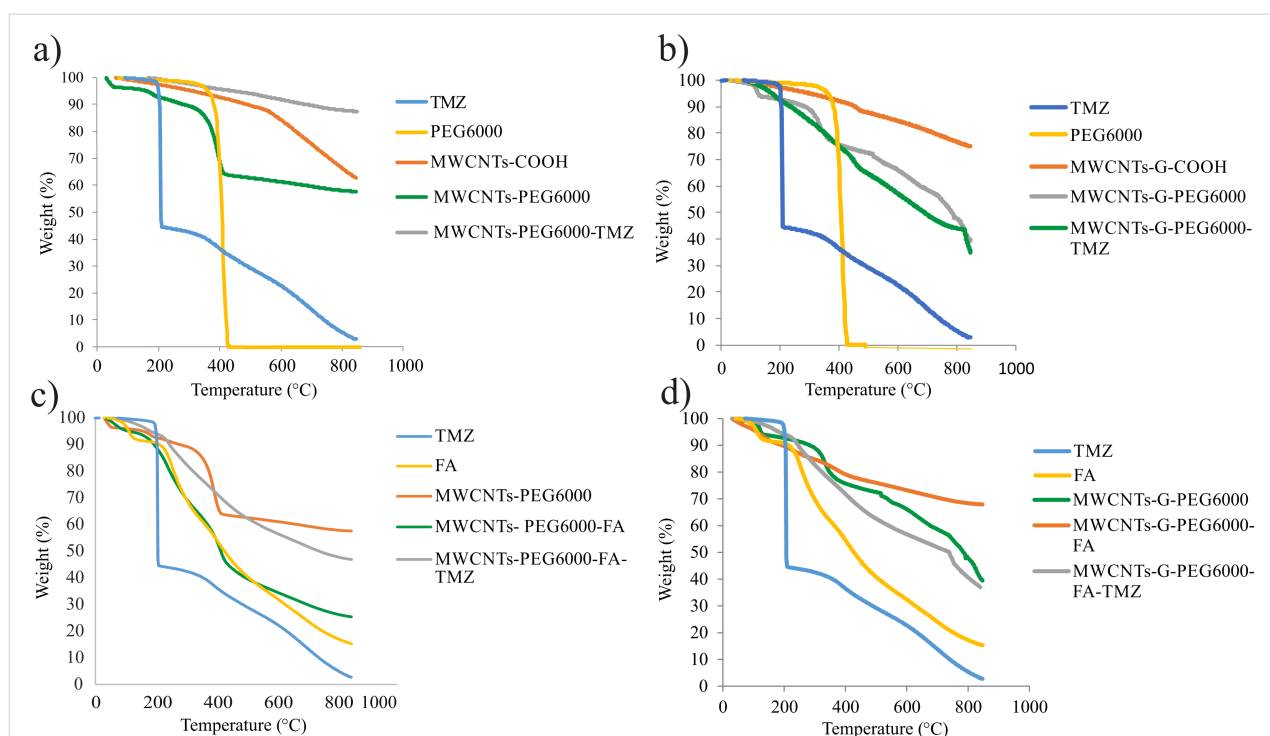 a)
100
90
80
70
60
50
40
30
20
10
0
Weight (%)
0 200 400 600 800 1000
Temperature (°C)
TMZ
PEG6000
MWCNTs-COOH
MWCNTs-PEG6000
MWCNTs-PEG6000-TMZ
b)
100
90
80
70
60
50
40
30
20
10
0
Weight (%)
0 200 400 600 800 1000
Temperature (°C)
TMZ
PEG6000
MWCNTs-G-COOH
MWCNTs-G-PEG6000
MWCNTs-G-PEG6000-
TMZ
c)
100
90
80
70
60
50
40
30
20
10
0
Weight (%)
0 200 400 600 800 1000
Temperature (°C)
TMZ
FA
MWCNTs-PEG6000
MWCNTs- PEG6000-FA
MWCNTs-PEG6000-FA-
TMZ
d)
100
90
80
70
60
50
40
30
20
10
0
Weight (%)
0 200 400 600 800 1000
Temperature (°C)
TMZ
FA
MWCNTs-G-PEG6000
MWCNTs-G-PEG6000-
FA
MWCNTs-G-PEG6000-
FA-TMZ